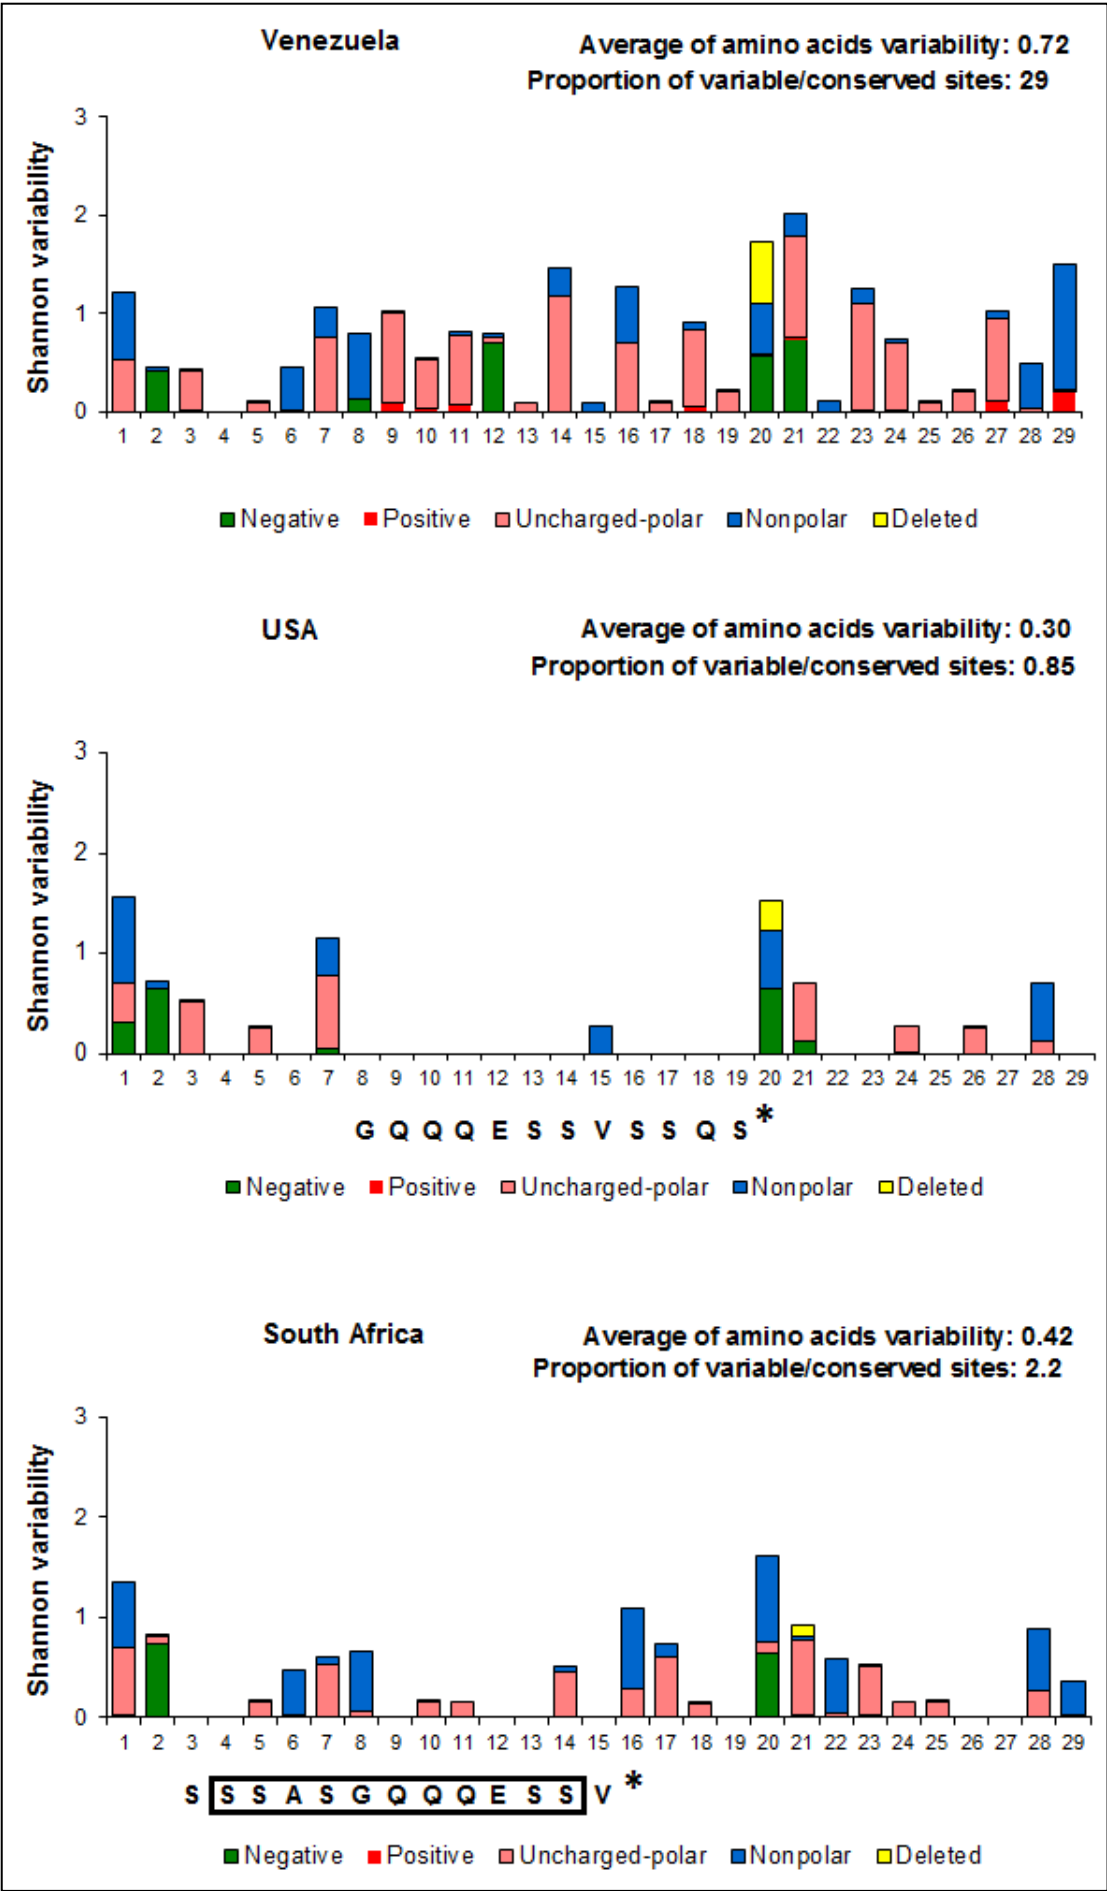 Venezuela
Average of amino acids variability: 0.72
Proportion of variable/conserved sites: 29
Shannon variability
3
2
1
0
1 2 3 4 5 6 7 8 9 10 11 12 13 14 15 16 17 18 19 20 21 22 23 24 25 26 27 28 29
Negative Positive Uncharged-polar Nonpolar Deleted
USA
Average of amino acids variability: 0.30
Proportion of variable/conserved sites: 0.85
Shannon variability
3
2
1
0
1 2 3 4 5 6 7 8 9 10 11 12 13 14 15 16 17 18 19 20 21 22 23 24 25 26 27 28 29
G Q Q Q E S S V S S Q S *
Negative Positive Uncharged-polar Nonpolar Deleted
South Africa
Average of amino acids variability: 0.42
Proportion of variable/conserved sites: 2.2
Shannon variability
3
2
1
0
1 2 3 4 5 6 7 8 9 10 11 12 13 14 15 16 17 18 19 20 21 22 23 24 25 26 27 28 29
S S S A S G Q Q Q E S S V *
Negative Positive Uncharged-polar Nonpolar Deleted